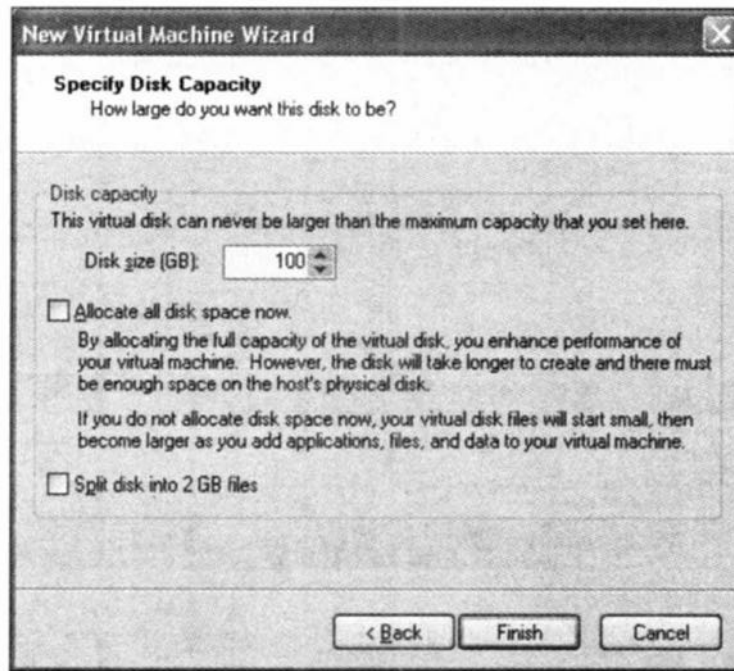 New Virtual Machine Wizard
Specify Disk Capacity
How large do you want this disk to be?
Disk capacity
This virtual disk can never be larger than the maximum capacity that you set here.
Disk size (GB): 100
Allocate all disk space now.
By allocating the full capacity of the virtual disk, you enhance performance of
your virtual machine. However, the disk will take longer to create and there must
be enough space on the host's physical disk.
If you do not allocate disk space now, your virtual disk files will start small, then
become larger as you add applications, files, and data to your virtual machine.
Split disk into 2 GB files
< Back Finish Cancel